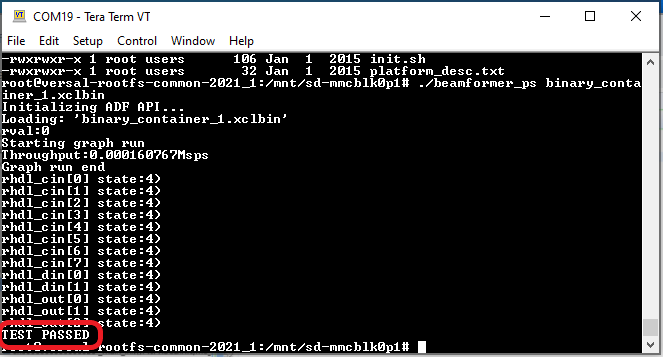 COM19 - Tera Term VT
File Edit Setup Control Window Help
-rwxrwxr-x 1 root users 106 Jan 1 2015 init.sh
-rwxrwxr-x 1 root users 32 Jan 1 2015 platform_desc.txt
root@versal-rootfs-common-2021_1:/mnt/sd-mmcblk0p1# ./beamformer_ps binary_conta
iner_1.xclbin
Initializing ADF API...
Loading: 'binary_container_1.xclbin'
rval:0
Starting graph run
Throughput:0.000160767Msps
Graph run end
rhdl_cin[0] state:4)
rhdl_cin[1] state:4)
rhdl_cin[2] state:4)
rhdl_cin[3] state:4)
rhdl_cin[4] state:4)
rhdl_cin[5] state:4)
rhdl_cin[6] state:4)
rhdl_cin[7] state:4)
rhdl_din[0] state:4)
rhdl_din[1] state:4)
rhdl_out[0] state:4)
rhdl_out[1] state:4)
state:4)
TEST PASSED
rootfs-common-2021_1:/mnt/sd-mmcblk0p1#